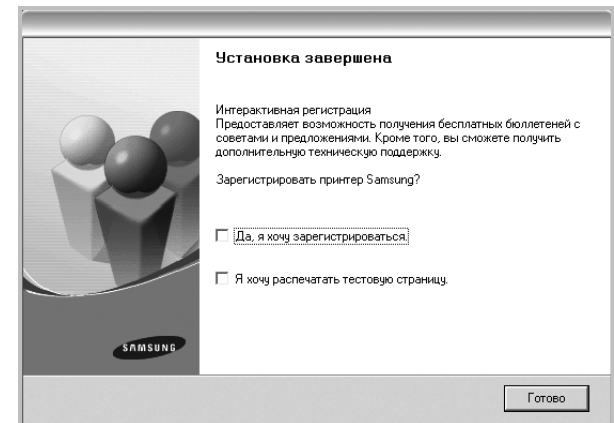 Установка завершена
Интерактивная регистрация
Предоставляет возможность получения бесплатных бюллетеней с
советами и предложениями. Кроме того, вы сможете получить
дополнительную техническую поддержку.
Зарегистрировать принтер Samsung?
Да, я хочу зарегистрироваться.
Я хочу распечатать тестовую страницу.
SAMSUNG
Готово